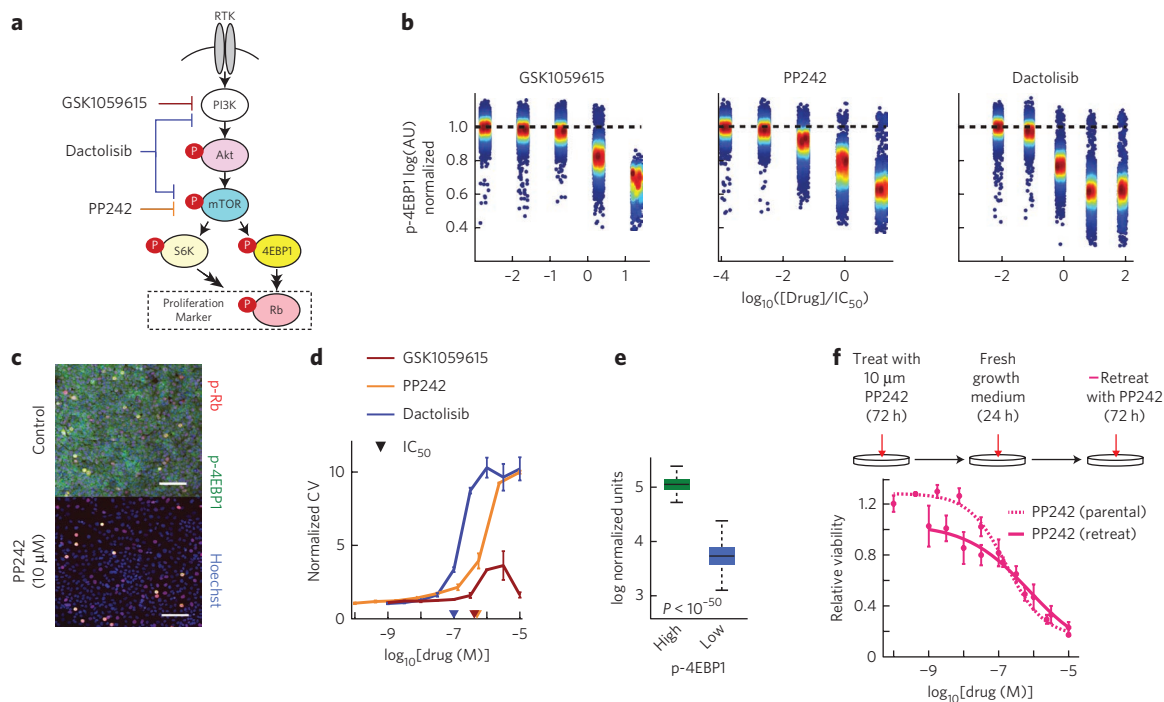 a
RTK
GSK1059615
PI3K
Dactolisib
P
Akt
PP242
P
mTOR
P
S6K
P
4EBP1
Proliferation
Marker
P
Rb
b
GSK1059615
PP242
Dactolisib
p-4EBP1 log(AU)
normalized
1.0
0.8
0.6
0.4
−2
−1
0
1
−4
−2
0
−2
−1
0
1
2
log10([Drug]/IC50)
c
Control
PP242
(10 μM)
p-Rb
p-4EBP1
Hoechst
d
GSK1059615
PP242
Dactolisib
IC50
Normalized CV
10
5
0
−9
−7
−5
log10[drug (M)]
e
log normalized units
5
4
3
P < 10−50
High
Low
p-4EBP1
f
Treat with
10 μm
PP242
(72 h)
Fresh
growth
medium
(24 h)
Retreat
with PP242
(72 h)
PP242 (parental)
PP242 (retreat)
Relative viability
1.2
0.8
0.4
0
−9
−7
−5
log10[drug (M)]